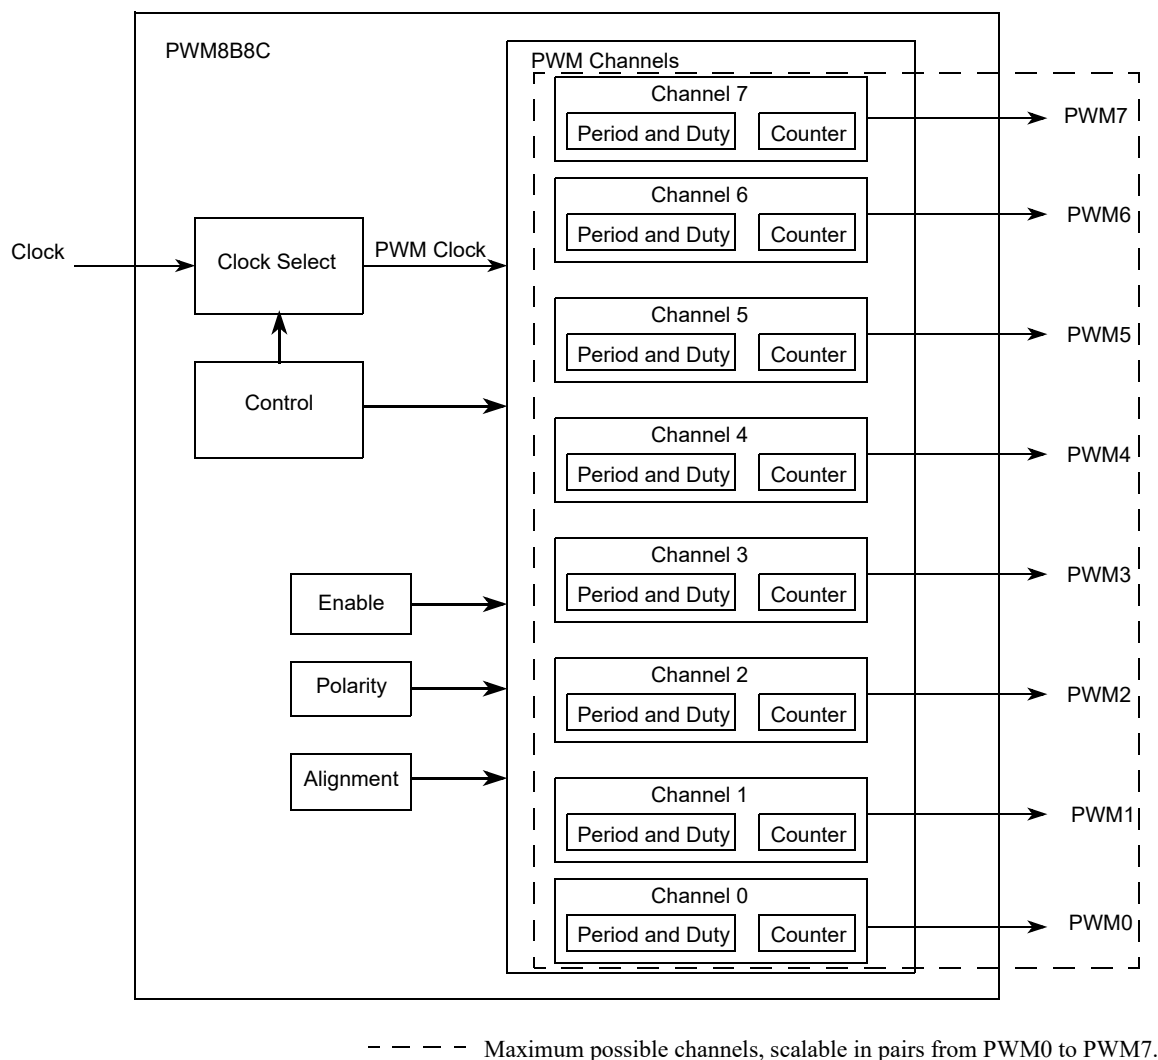 PWM8B8C
PWM Channels
Channel 7
Period and Duty
Counter
PWM7
Channel 6
Period and Duty
Counter
PWM6
Clock
Clock Select
PWM Clock
Channel 5
Period and Duty
Counter
PWM5
Control
Channel 4
Period and Duty
Counter
PWM4
Channel 3
Period and Duty
Counter
PWM3
Enable
Channel 2
Period and Duty
Counter
PWM2
Polarity
Alignment
Channel 1
Period and Duty
Counter
PWM1
Channel 0
Period and Duty
Counter
PWM0
Maximum possible channels, scalable in pairs from PWM0 to PWM7.